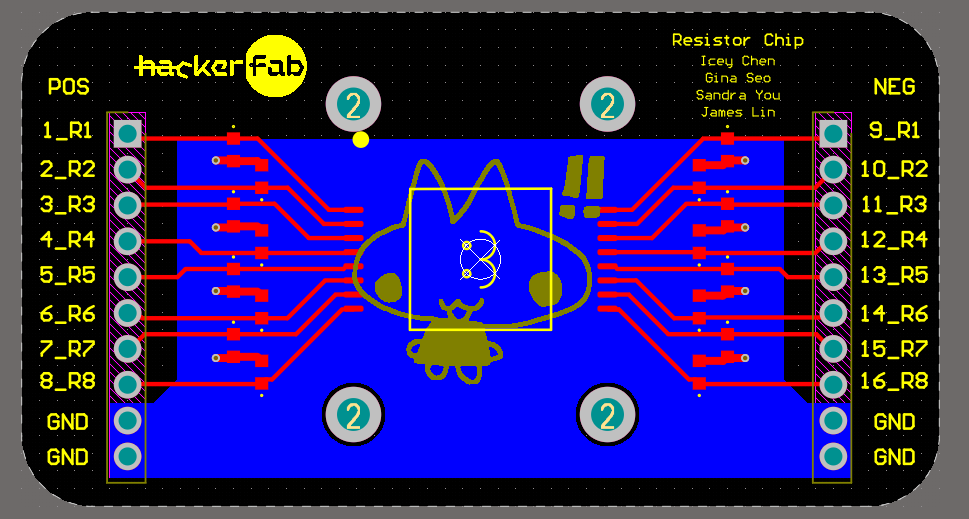 hackerfab
Resistor Chip
Icey Chen
Gina Seo
Sandra You
James Lin
POS
NEG
1_R1
2_R2
3_R3
4_R4
5_R5
6_R6
7_R7
8_R8
GND
GND
2
2
!!
3
2
2
9_R1
10_R2
11_R3
12_R4
13_R5
14_R6
15_R7
16_R8
GND
GND